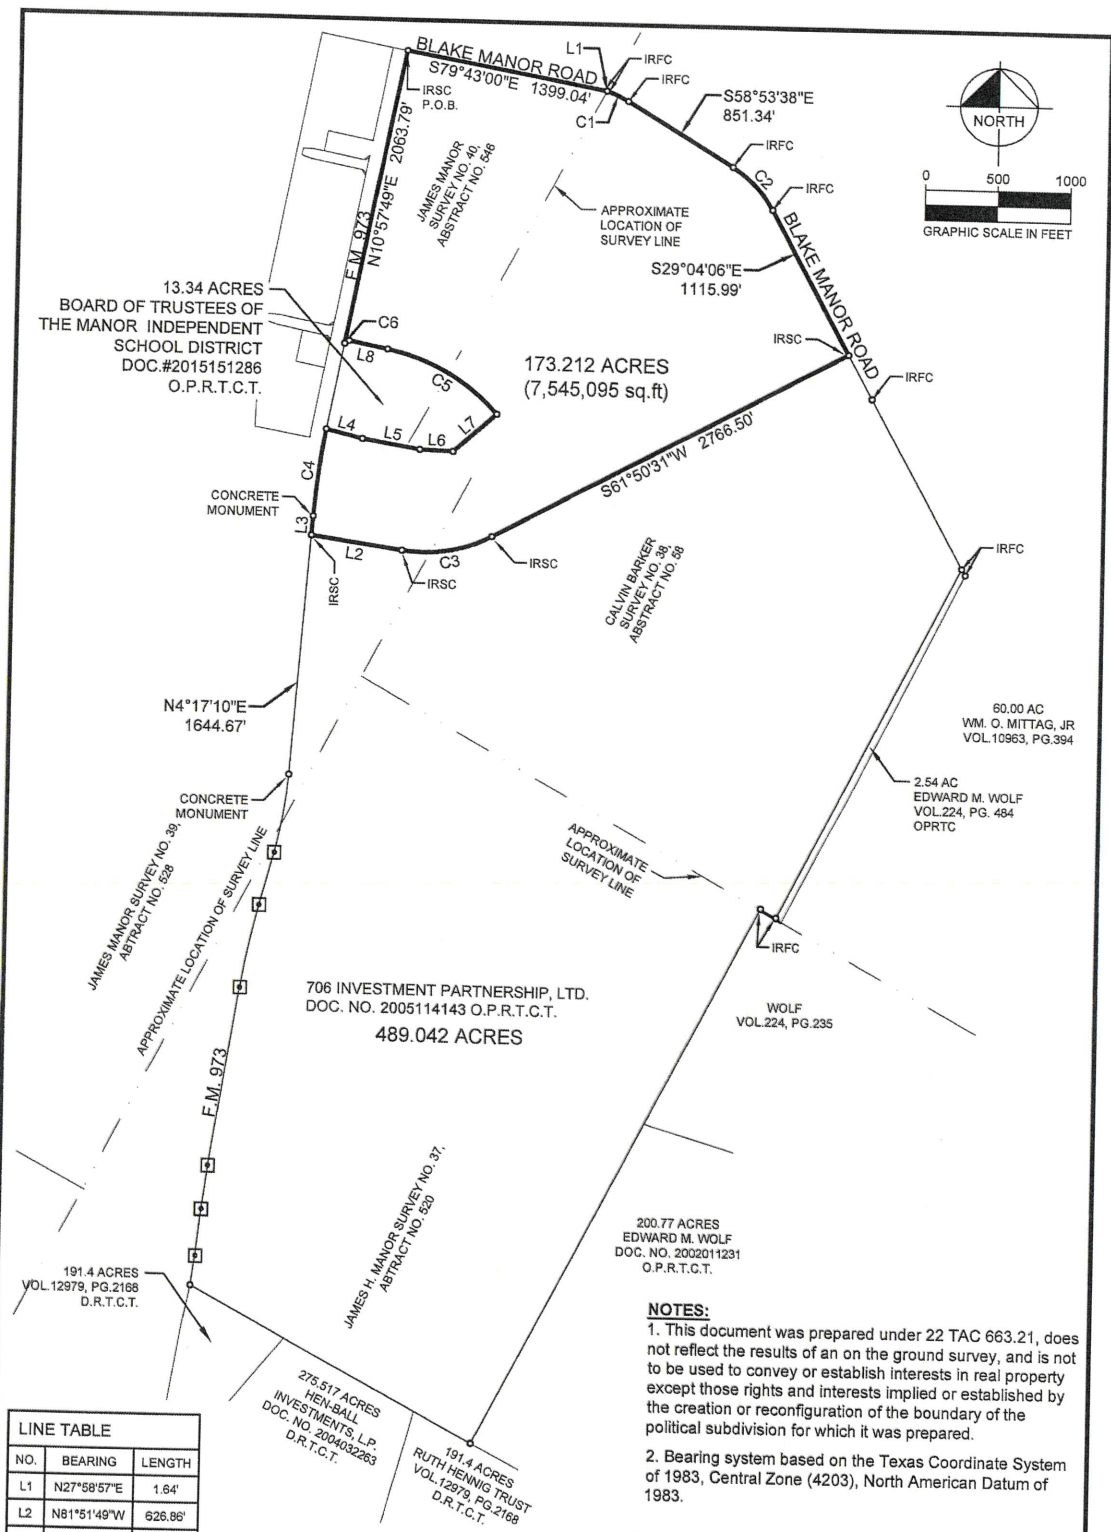 BLAKE MANOR ROAD
S79°43'00"E 1399.04'
L1
IRFC
IRFC
IRSC
P.O.B.
C1
S58°53'38"E
851.34'
NORTH
IRFC
C2
IRFC
0 500 1000
GRAPHIC SCALE IN FEET
F.M. 973
N10°57'49"E 2063.79'
JAMES MANOR
SURVEY NO. 40,
ABSTRACT NO. 546
APPROXIMATE
LOCATION OF
SURVEY LINE
BLAKE MANOR ROAD
S29°04'06"E
1115.99'
13.34 ACRES
BOARD OF TRUSTEES OF
THE MANOR INDEPENDENT
SCHOOL DISTRICT
DOC.#2015151286
O.P.R.T.C.T.
C6
L8
C5
IRSC
173.212 ACRES
(7,545,095 sq.ft)
IRFC
L4
L5
L6
L7
S61°50'31"W 2766.50'
C4
CONCRETE
MONUMENT
L3
L2
C3
IRSC
IRSC
IRSC
CALVIN BARKER
SURVEY NO. 38,
ABSTRACT NO. 58
IRFC
N4°17'10"E
1644.67'
60.00 AC
WM. O. MITTAG, JR
VOL.10963, PG.394
CONCRETE
MONUMENT
2.54 AC
EDWARD M. WOLF
VOL.224, PG. 484
OPRTC
JAMES MANOR SURVEY NO. 39,
ABTRACT NO. 528
APPROXIMATE LOCATION OF SURVEY LINE
APPROXIMATE
LOCATION OF
SURVEY LINE
IRFC
706 INVESTMENT PARTNERSHIP, LTD.
DOC. NO. 2005114143 O.P.R.T.C.T.
489.042 ACRES
WOLF
VOL.224, PG.235
F.M. 973
JAMES H. MANOR SURVEY NO. 37,
ABTRACT NO. 520
200.77 ACRES
EDWARD M. WOLF
DOC. NO. 2002011231
O.P.R.T.C.T.
191.4 ACRES
VOL.12979, PG.2168
D.R.T.C.T.
275.517 ACRES
HEN-BALL
INVESTMENTS, L.P.
DOC. NO. 2004032263
D.R.T.C.T.
191.4 ACRES
RUTH HENNIG TRUST
VOL.12979, PG.2168
D.R.T.C.T.
NOTES:
1. This document was prepared under 22 TAC 663.21, does
not reflect the results of an on the ground survey, and is not
to be used to convey or establish interests in real property
except those rights and interests implied or established by
the creation or reconfiguration of the boundary of the
political subdivision for which it was prepared.
2. Bearing system based on the Texas Coordinate System
of 1983, Central Zone (4203), North American Datum of
1983.
LINE TABLE
NO. BEARING LENGTH
L1 N27°58'57"E 1.64'
L2 N81°51'49"W 626.86'